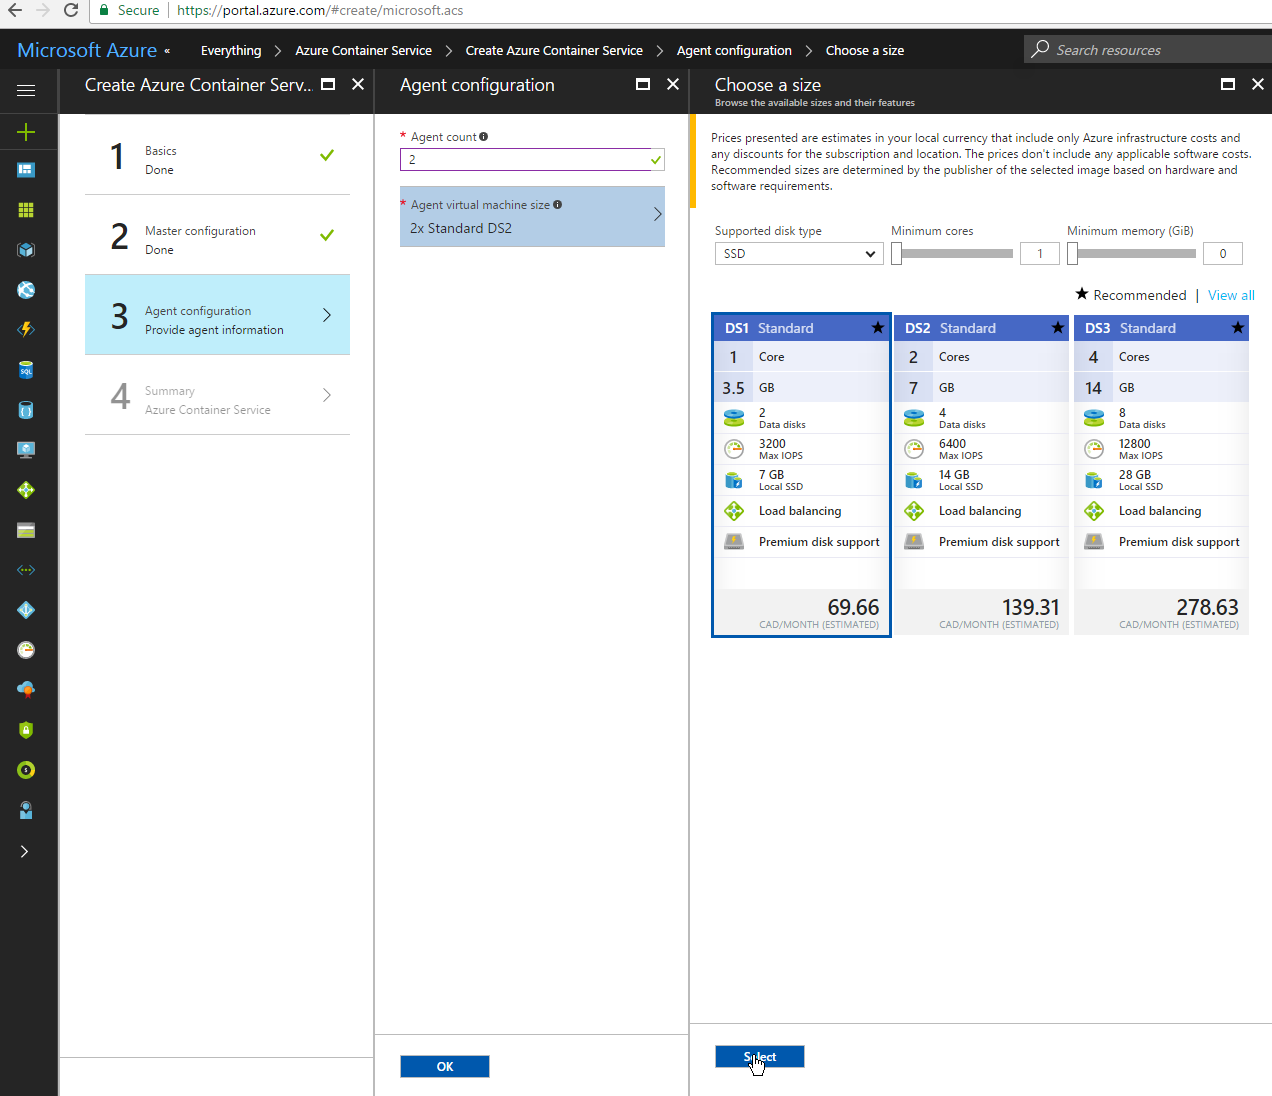 Secure https://portal.azure.com/#create/microsoft.acs
Microsoft Azure « Everything > Azure Container Service > Create Azure Container Service > Agent configuration > Choose a size Search resources
Create Azure Container Serv...
1 Basics
Done
2 Master configuration
Done
3 Agent configuration
Provide agent information
4 Summary
Azure Container Service
Agent configuration
* Agent count
2
* Agent virtual machine size
2x Standard DS2
OK
Choose a size
Browse the available sizes and their features
Prices presented are estimates in your local currency that include only Azure infrastructure costs and
any discounts for the subscription and location. The prices don't include any applicable software costs.
Recommended sizes are determined by the publisher of the selected image based on hardware and
software requirements.
Supported disk type Minimum cores Minimum memory (GiB)
SSD 1 0
★ Recommended | View all
DS1 Standard ★
1 Core
3.5 GB
2
Data disks
3200
Max IOPS
7 GB
Local SSD
Load balancing
Premium disk support
69.66
CAD/MONTH (ESTIMATED)
DS2 Standard ★
2 Cores
7 GB
4
Data disks
6400
Max IOPS
14 GB
Local SSD
Load balancing
Premium disk support
139.31
CAD/MONTH (ESTIMATED)
DS3 Standard ★
4 Cores
14 GB
8
Data disks
12800
Max IOPS
28 GB
Local SSD
Load balancing
Premium disk support
278.63
CAD/MONTH (ESTIMATED)
Select